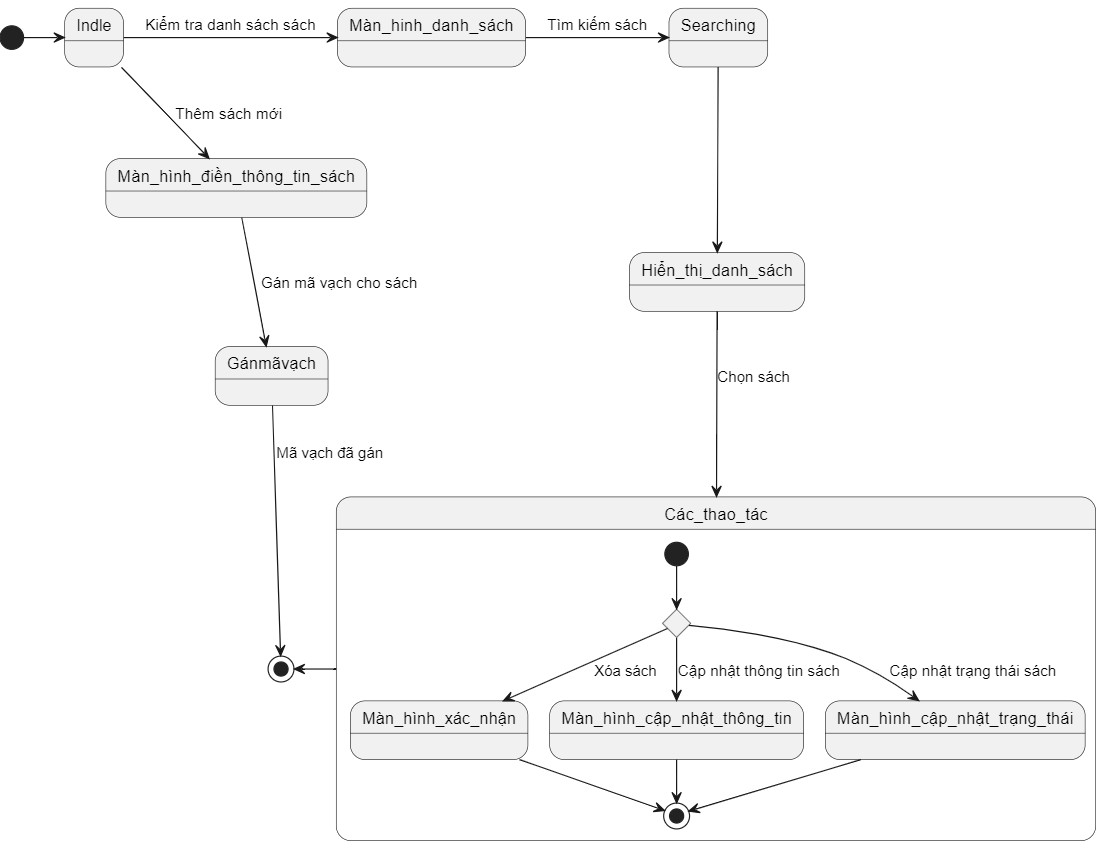 Indle
Kiểm tra danh sách sách
Màn_hinh_danh_sách
Tìm kiếm sách
Searching
Thêm sách mới
Màn_hình_điền_thông_tin_sách
Hiển_thị_danh_sách
Gán mã vạch cho sách
Gánmãvạch
Chọn sách
Mã vạch đã gán
Các_thao_tác
Xóa sách
Cập nhật thông tin sách
Cập nhật trạng thái sách
Màn_hình_xác_nhận
Màn_hình_cập_nhật_thông_tin
Màn_hình_cập_nhật_trạng_thái